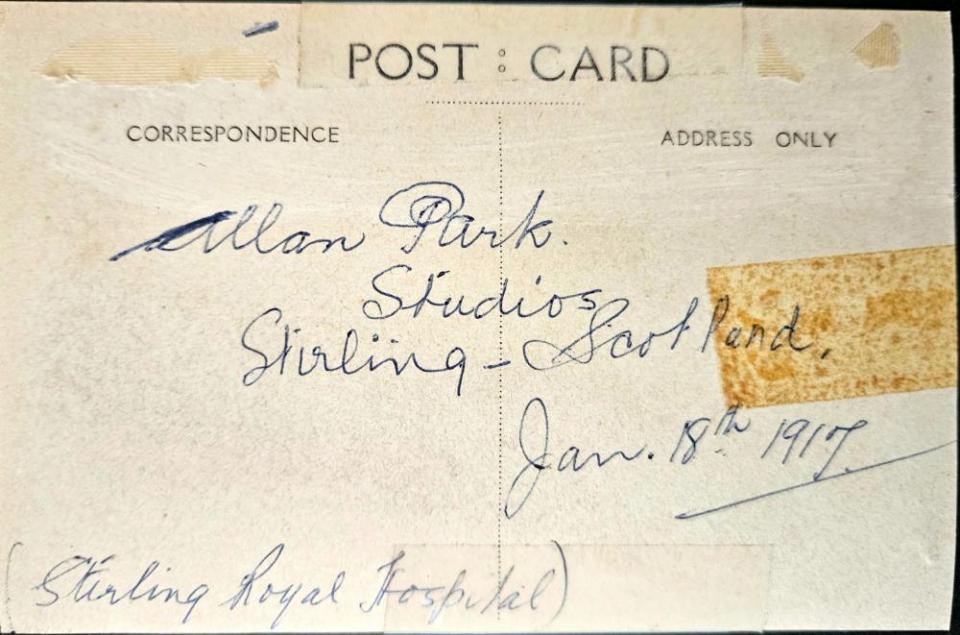 POST : CARD
CORRESPONDENCE
ADDRESS ONLY
Allan Park.
Studios
Stirling - Scotland.
Jan. 18th 1917.
(Stirling Royal Hospital)